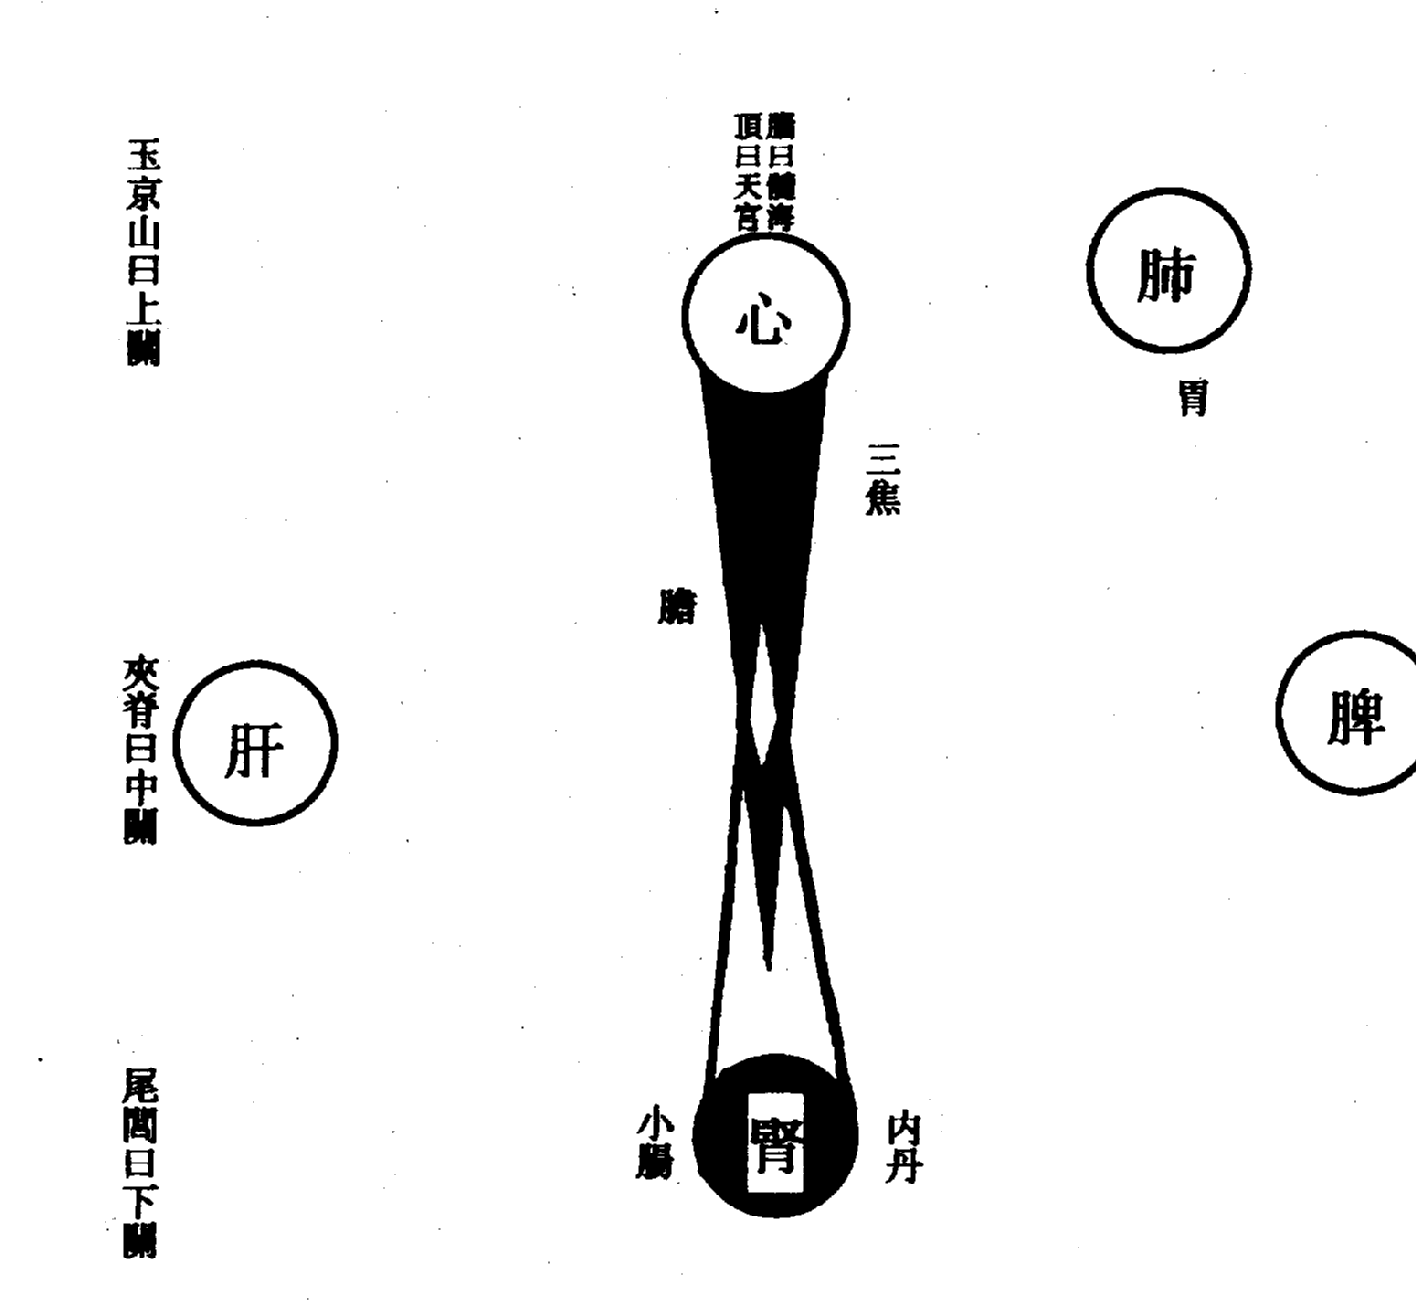 腦曰髓海
頂曰天宫
肺
胃
心
三焦
膽
脾
肝
腎
内丹
小腸
玉京山曰上關
夾脊曰中關
尾閭曰下關